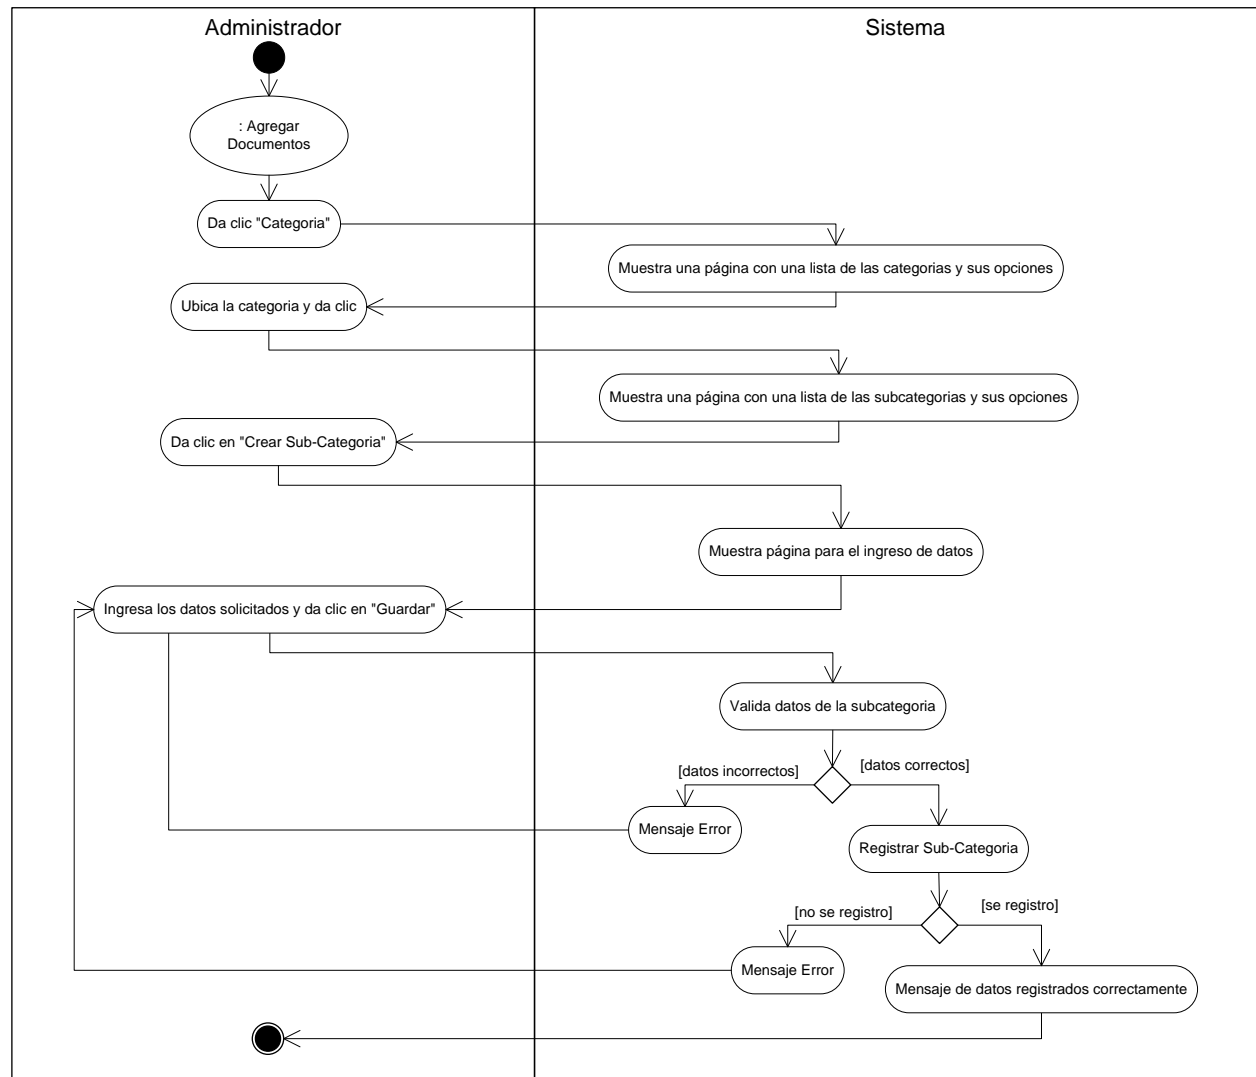 Administrador
Sistema
: Agregar
Documentos
Da clic "Categoria"
Muestra una página con una lista de las categorias y sus opciones
Ubica la categoria y da clic
Muestra una página con una lista de las subcategorias y sus opciones
Da clic en "Crear Sub-Categoria"
Muestra página para el ingreso de datos
Ingresa los datos solicitados y da clic en "Guardar"
Valida datos de la subcategoria
[datos incorrectos]
[datos correctos]
Mensaje Error
Registrar Sub-Categoria
[no se registro]
[se registro]
Mensaje Error
Mensaje de datos registrados correctamente